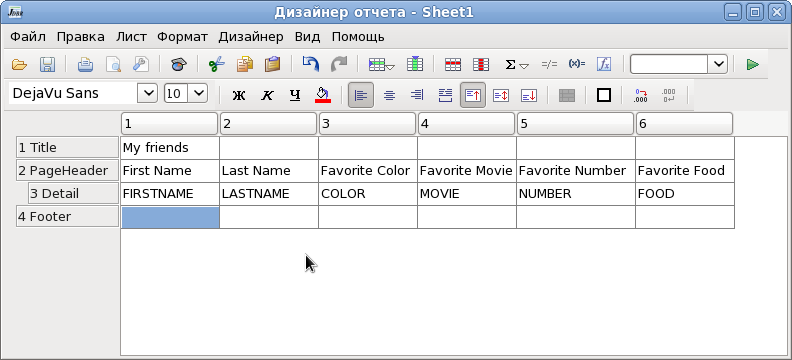 Дизайнер отчета - Sheet1
Файл Правка Лист Формат Дизайнер Вид Помощь
Σ -/= (x)= f
DejaVu Sans 10 Ж К Ч ,000 ,000
1 2 3 4 5 6
1 Title My friends
2 PageHeader First Name Last Name Favorite Color Favorite Movie Favorite Number Favorite Food
3 Detail FIRSTNAME LASTNAME COLOR MOVIE NUMBER FOOD
4 Footer